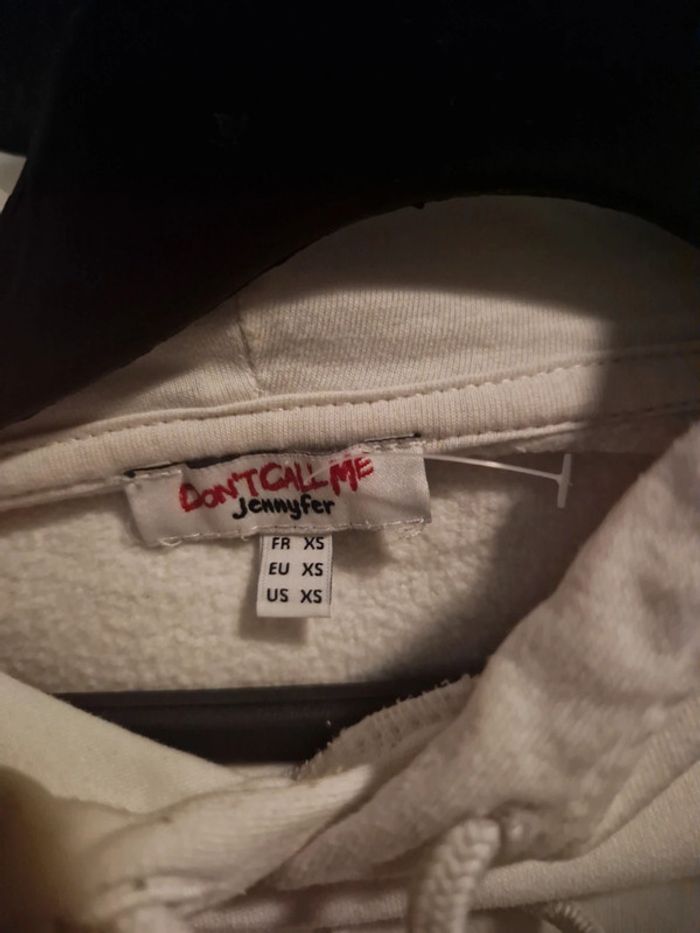 DON'T CALL ME
Jennyfer
FR XS
EU XS
US XS